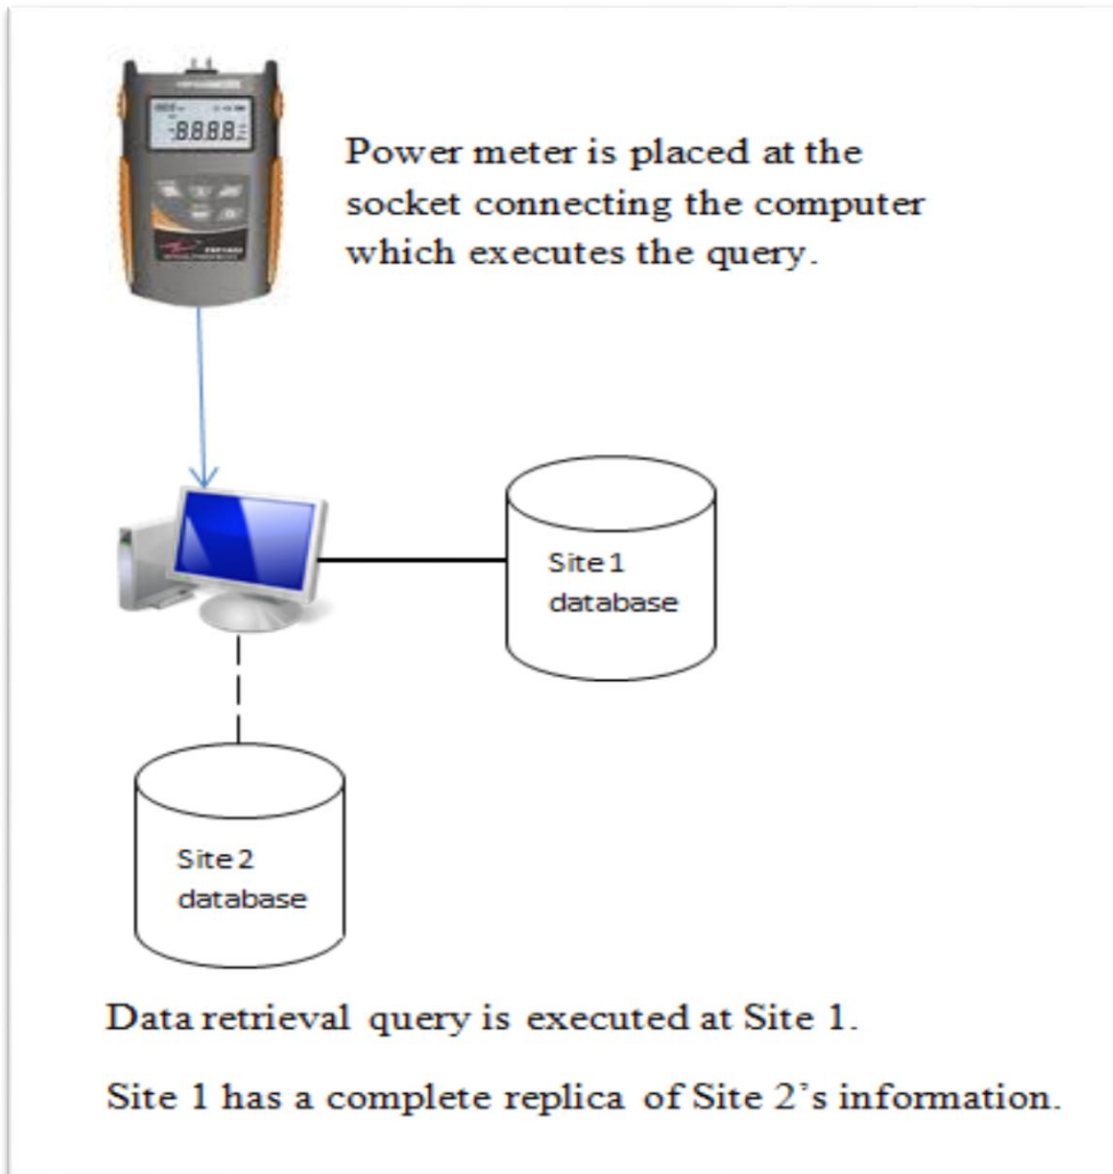 -8888
Power meter is placed at the
socket connecting the computer
which executes the query.
Site 1
database
Site 2
database
Data retrieval query is executed at Site 1.
Site 1 has a complete replica of Site 2's information.